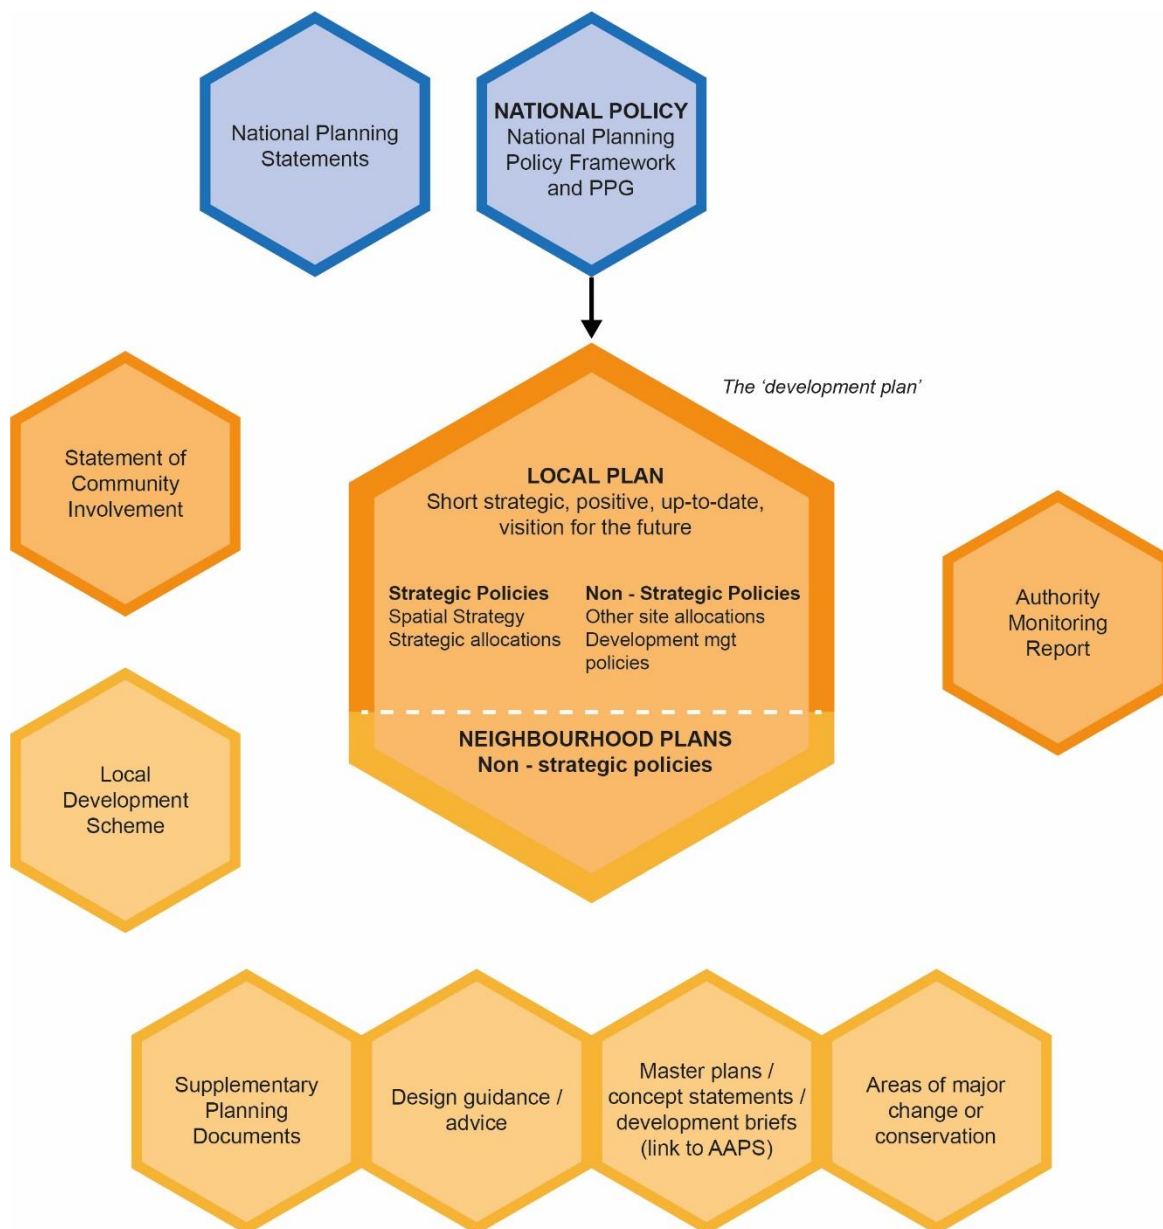 National Planning
Statements
NATIONAL POLICY
National Planning
Policy Framework
and PPG
The ‘development plan’
Statement of
Community
Involvement
LOCAL PLAN
Short strategic, positive, up-to-date,
visition for the future
Strategic Policies
Spatial Strategy
Strategic allocations
Non - Strategic Policies
Other site allocations
Development mgt
policies
Authority
Monitoring
Report
NEIGHBOURHOOD PLANS
Non - strategic policies
Local
Development
Scheme
Supplementary
Planning
Documents
Design guidance /
advice
Master plans /
concept statements /
development briefs
(link to AAPS)
Areas of major
change or
conservation